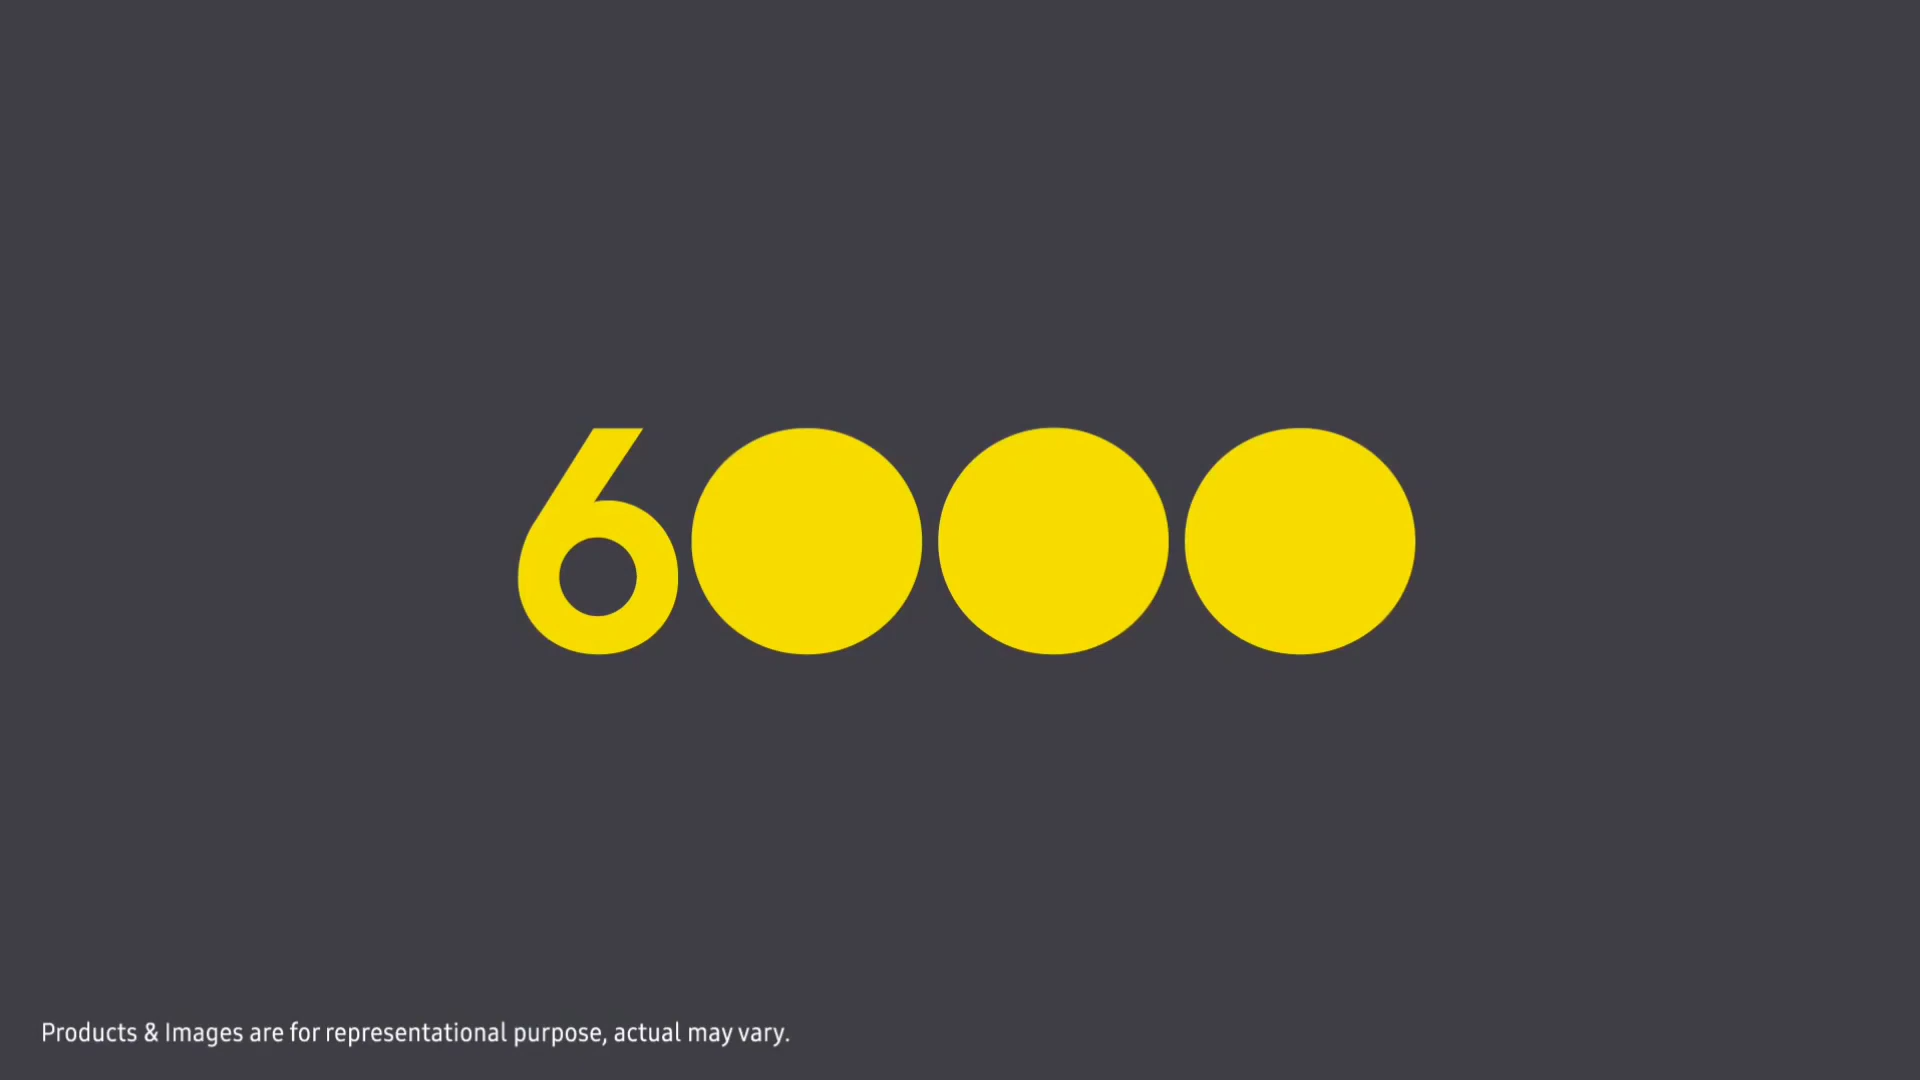 6000
Products & Images are for representational purpose, actual may vary.